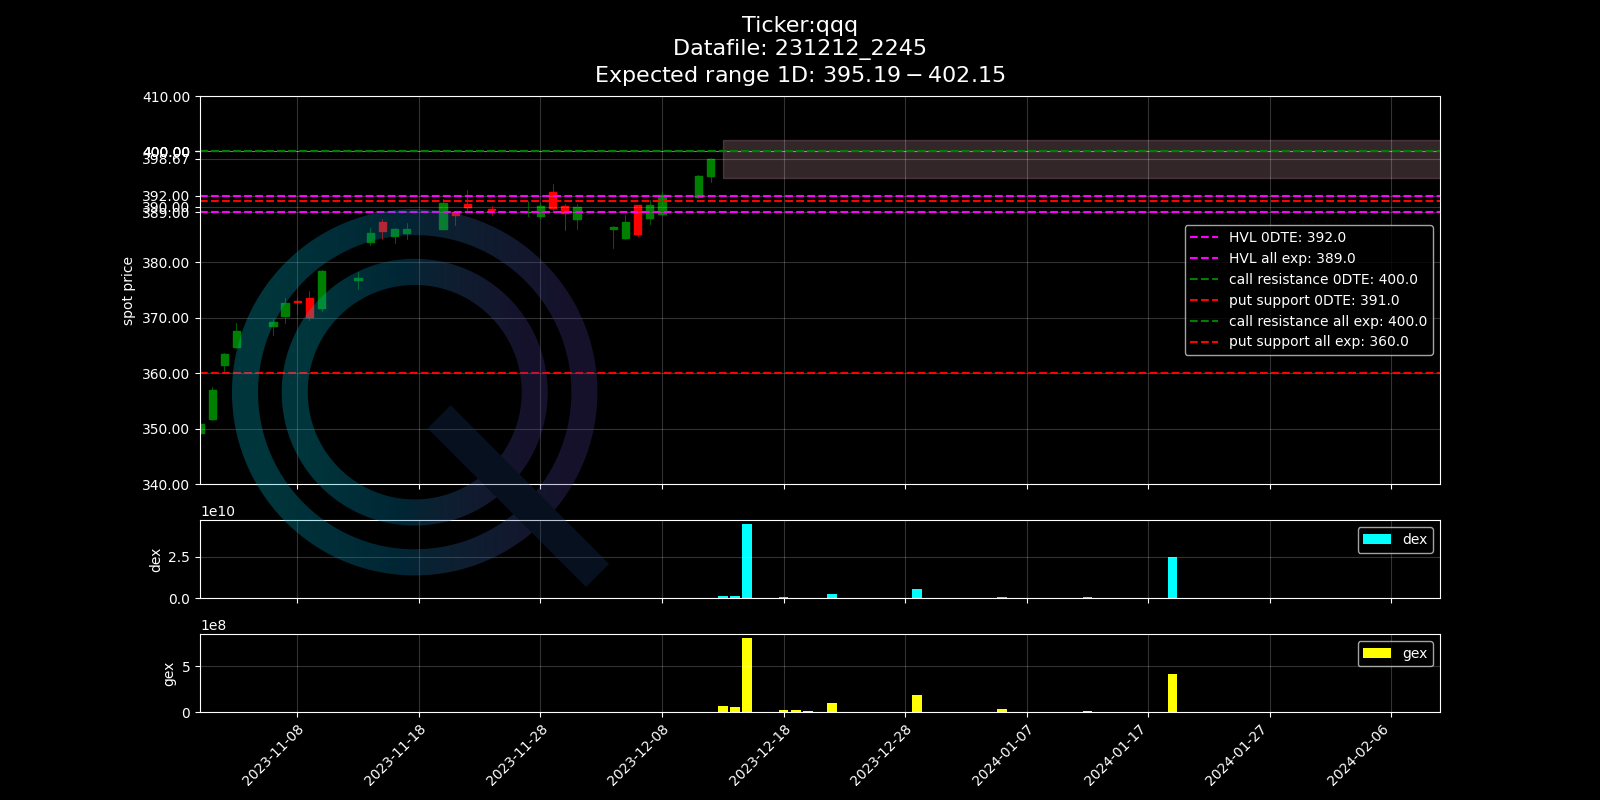 Ticker:qqq
Datafile: 231212_2245
Expected range 1D: 395.19 − 402.15
410.00
400.00
398.67
392.00
390.00
389.00
380.00
370.00
360.00
350.00
340.00
spot price
HVL 0DTE: 392.0
HVL all exp: 389.0
call resistance 0DTE: 400.0
put support 0DTE: 391.0
call resistance all exp: 400.0
put support all exp: 360.0
1e10
2.5
0.0
dex
dex
1e8
5
0
gex
gex
2023-11-08
2023-11-18
2023-11-28
2023-12-08
2023-12-18
2023-12-28
2024-01-07
2024-01-17
2024-01-27
2024-02-06